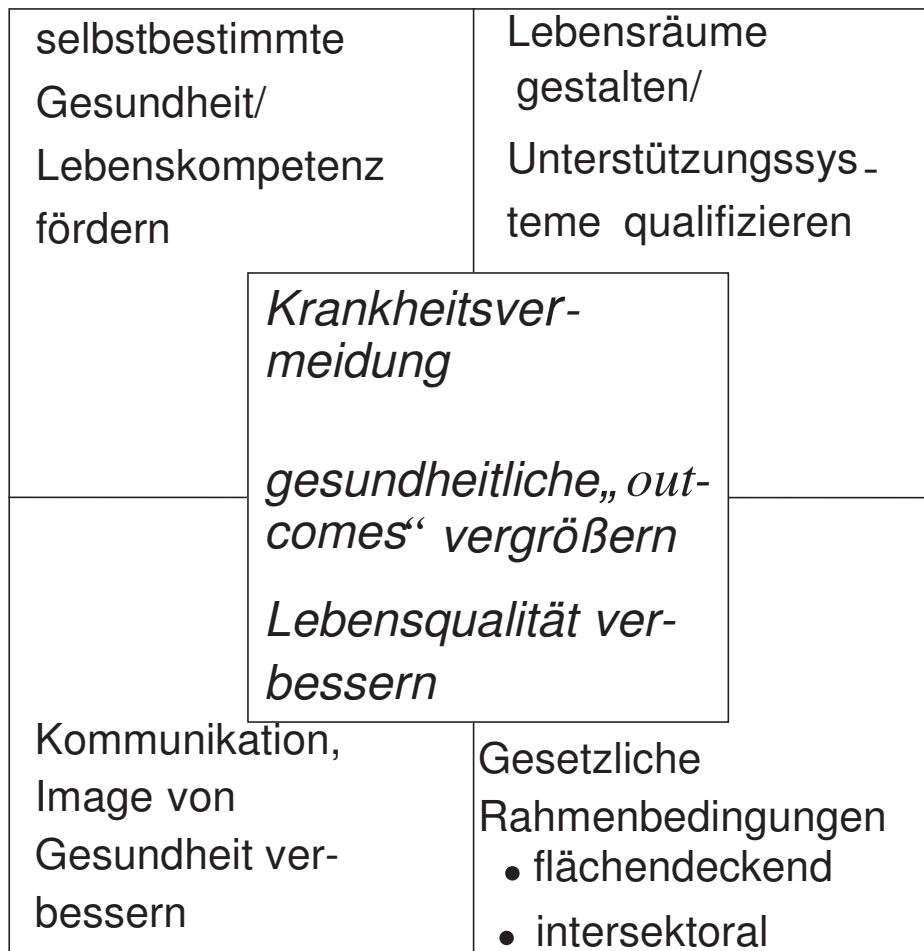 selbstbestimmte
Gesundheit/
Lebenskompetenz
fördern
Lebensräume
gestalten/
Unterstützungssys-
teme qualifizieren
Krankheitsver-
meidung
gesundheitliche„out-
comes“ vergrößern
Lebensqualität ver-
bessern
Kommunikation,
Image von
Gesundheit ver-
bessern
Gesetzliche
Rahmenbedingungen
• flächendeckend
• intersektoral